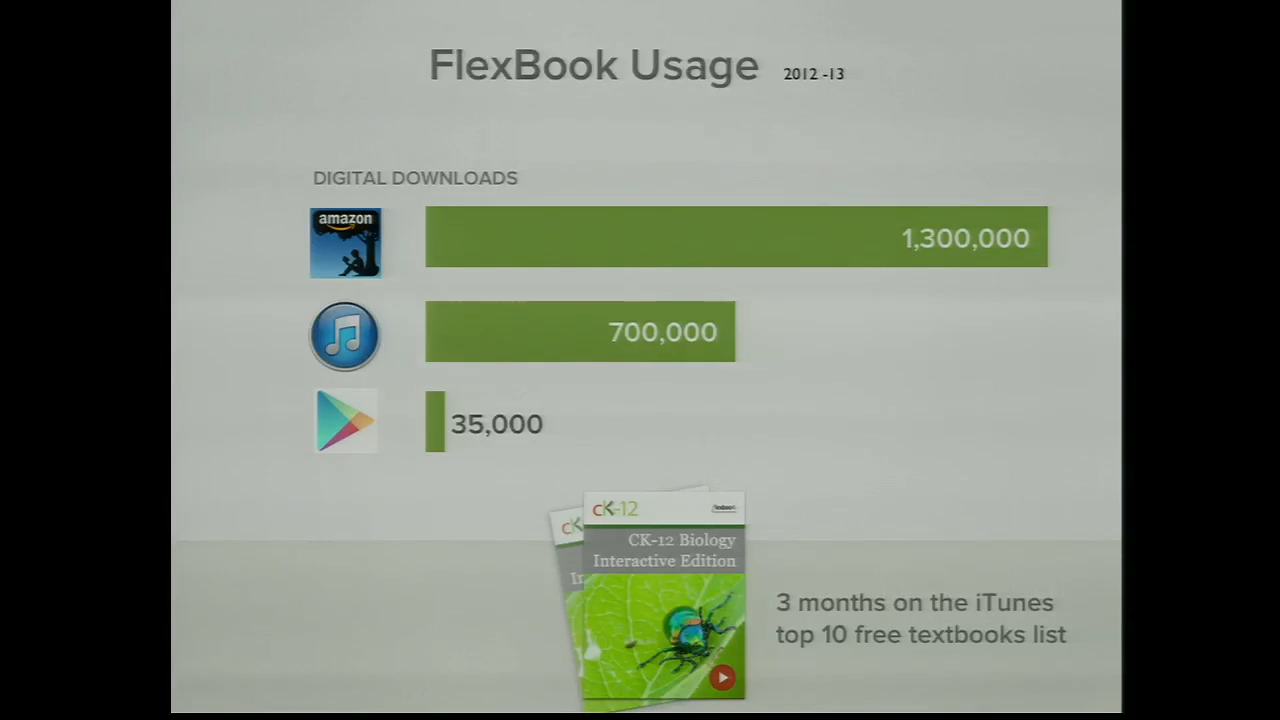 FlexBook Usage 2012 -13
DIGITAL DOWNLOADS
amazon
1,300,000
700,000
35,000
cK-12
cK
CK-12 Biology
Interactive Edition
3 months on the iTunes
top 10 free textbooks list